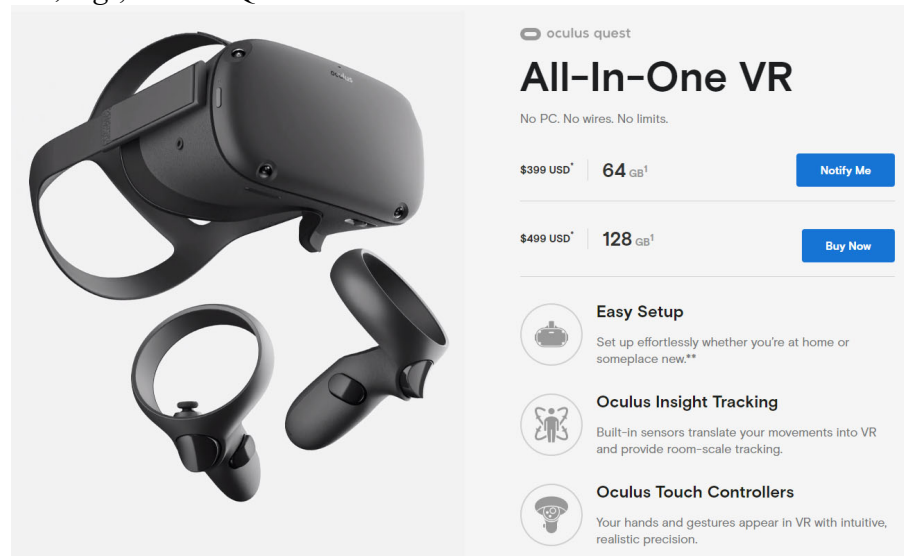 oculus quest
All-In-One VR
No PC. No wires. No limits.
$399 USD* 64 GB¹ Notify Me
$499 USD* 128 GB¹ Buy Now
Easy Setup
Set up effortlessly whether you're at home or
someplace new.**
Oculus Insight Tracking
Built-in sensors translate your movements into VR
and provide room-scale tracking.
Oculus Touch Controllers
Your hands and gestures appear in VR with intuitive,
realistic precision.
oculus